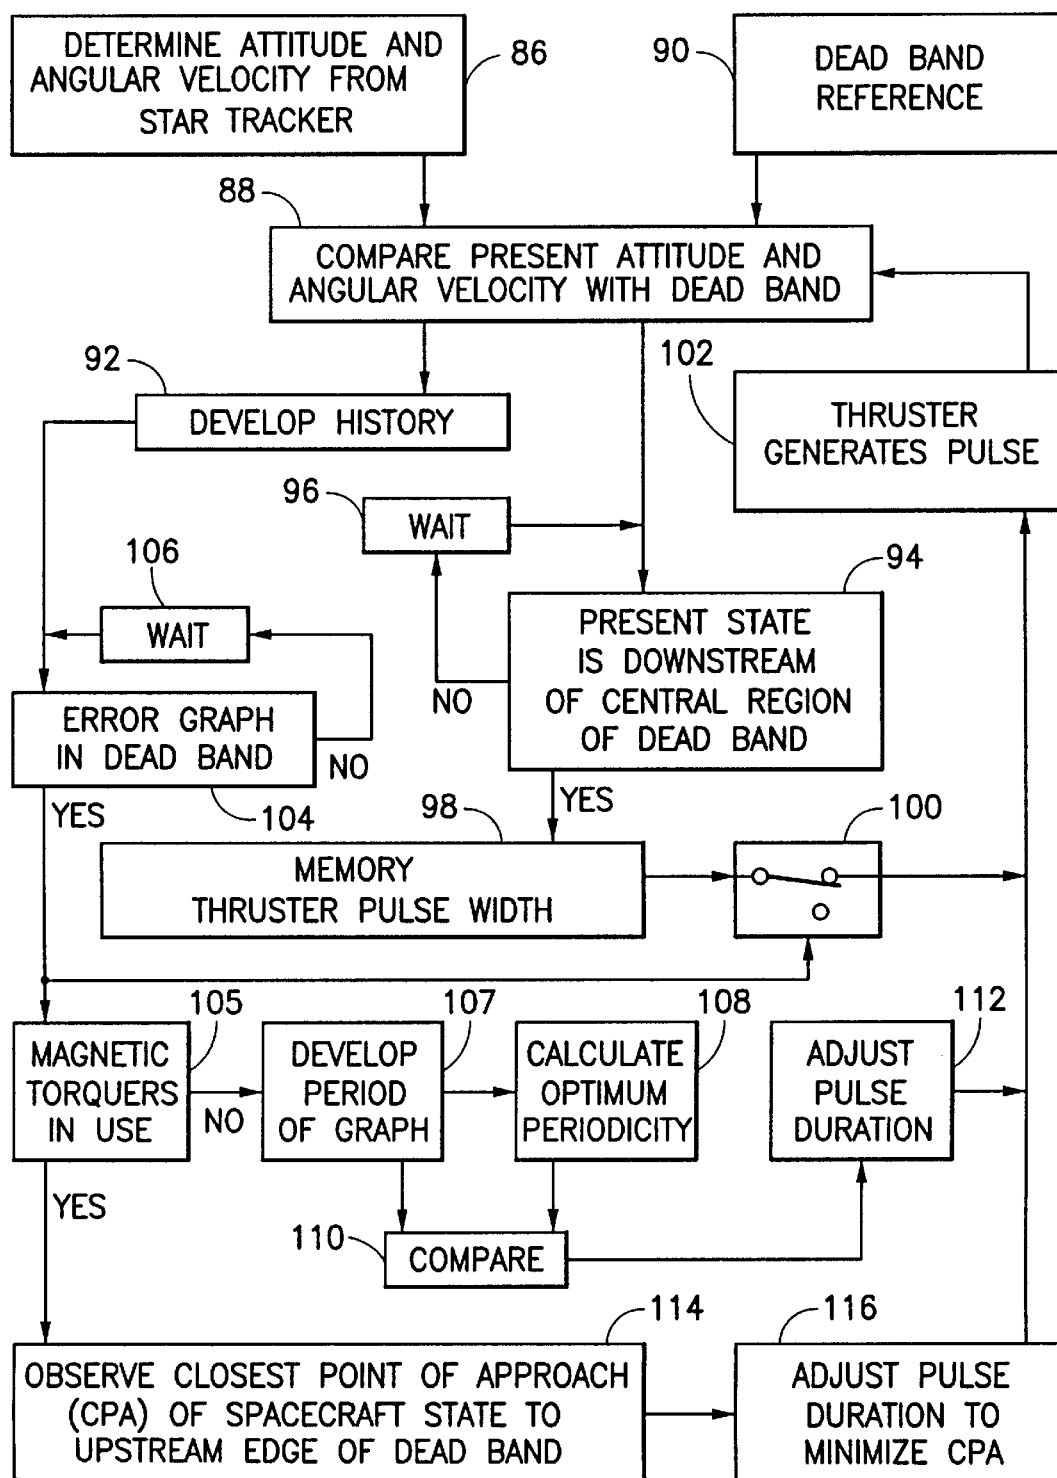 DETERMINE ATTITUDE AND
ANGULAR VELOCITY FROM
STAR TRACKER
86
90
DEAD BAND
REFERENCE
88
COMPARE PRESENT ATTITUDE AND
ANGULAR VELOCITY WITH DEAD BAND
92
DEVELOP HISTORY
102
THRUSTER
GENERATES PULSE
96
WAIT
106
WAIT
94
PRESENT STATE
IS DOWNSTREAM
OF CENTRAL REGION
OF DEAD BAND
NO
ERROR GRAPH
IN DEAD BAND
NO
YES
104
YES
98
MEMORY
THRUSTER PULSE WIDTH
100
105
MAGNETIC
TORQUERS
IN USE
NO
107
DEVELOP
PERIOD
OF GRAPH
108
CALCULATE
OPTIMUM
PERIODICITY
112
ADJUST
PULSE
DURATION
YES
110
COMPARE
114
OBSERVE CLOSEST POINT OF APPROACH
(CPA) OF SPACECRAFT STATE TO
UPSTREAM EDGE OF DEAD BAND
116
ADJUST PULSE
DURATION TO
MINIMIZE CPA